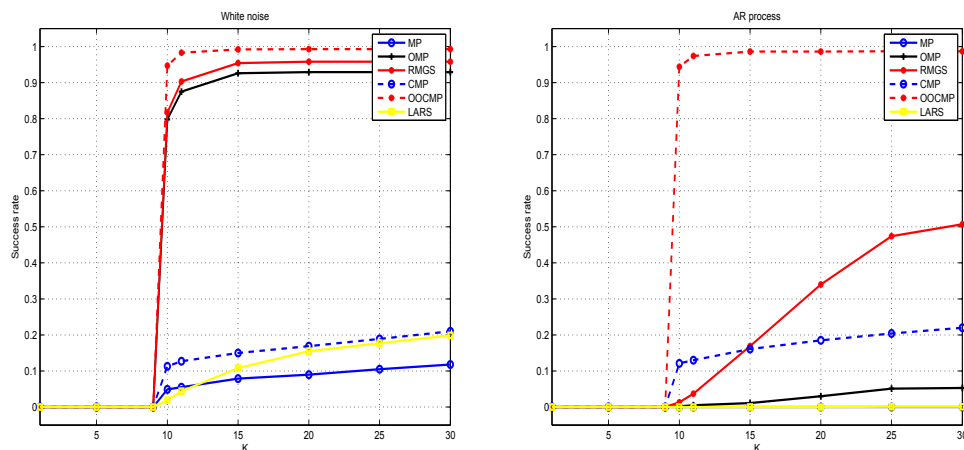 White noise
1
0.9
0.8
0.7
0.6
0.5
0.4
0.3
0.2
0.1
0
Success rate
5
10
15
20
25
30
K
MP
OMP
RMGS
CMP
OOCMP
LARS
AR process
1
0.9
0.8
0.7
0.6
0.5
0.4
0.3
0.2
0.1
0
Success rate
5
10
15
20
25
30
K
MP
OMP
RMGS
CMP
OOCMP
LARS